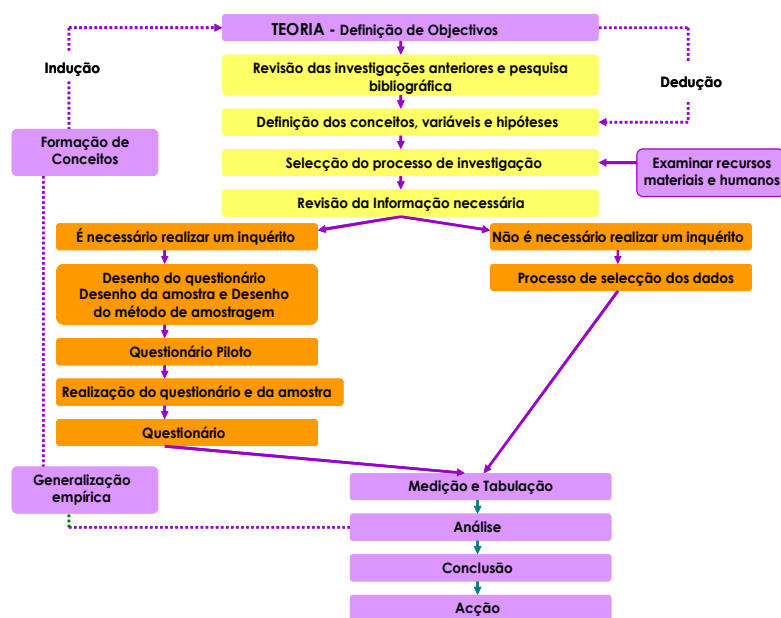 TEORIA - Definição de Objectivos
Indução
Revisão das investigações anteriores e pesquisa
bibliográfica
Dedução
Definição dos conceitos, variáveis e hipóteses
Formação de
Conceitos
Selecção do processo de investigação
Examinar recursos
materiais e humanos
Revisão da Informação necessária
É necessário realizar um inquérito
Não é necessário realizar um inquérito
Desenho do questionário
Desenho da amostra e Desenho
do método de amostragem
Processo de selecção dos dados
Questionário Piloto
Realização do questionário e da amostra
Questionário
Generalização
empírica
Medição e Tabulação
Análise
Conclusão
Acção